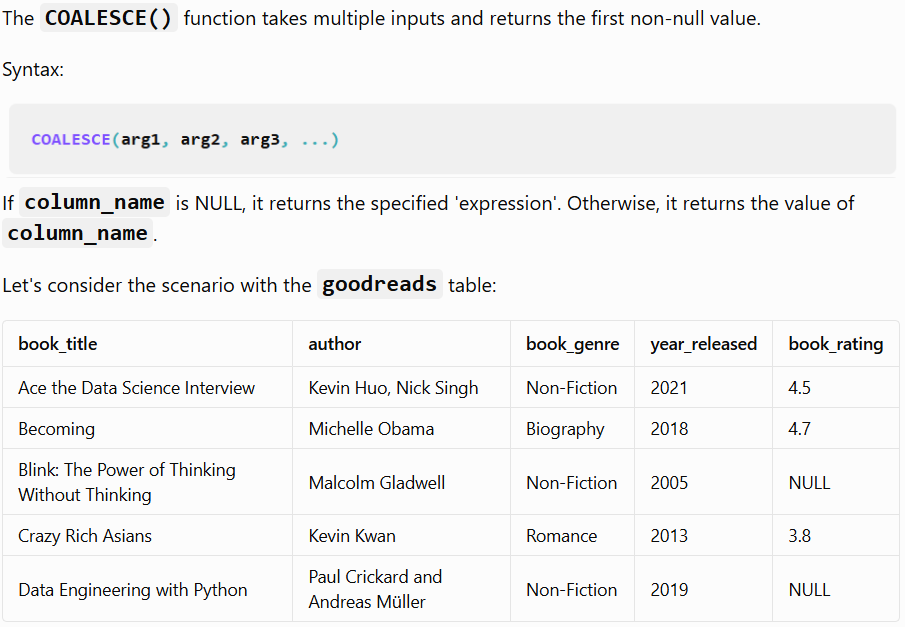 The COALESCE() function takes multiple inputs and returns the first non-null value.
Syntax:
COALESCE(arg1, arg2, arg3, ...)
If column_name is NULL, it returns the specified 'expression'. Otherwise, it returns the value of
column_name.
Let's consider the scenario with the goodreads table:
book_title author book_genre year_released book_rating
Ace the Data Science Interview Kevin Huo, Nick Singh Non-Fiction 2021 4.5
Becoming Michelle Obama Biography 2018 4.7
Blink: The Power of Thinking
Without Thinking Malcolm Gladwell Non-Fiction 2005 NULL
Crazy Rich Asians Kevin Kwan Romance 2013 3.8
Data Engineering with Python Paul Crickard and
Andreas Müller Non-Fiction 2019 NULL